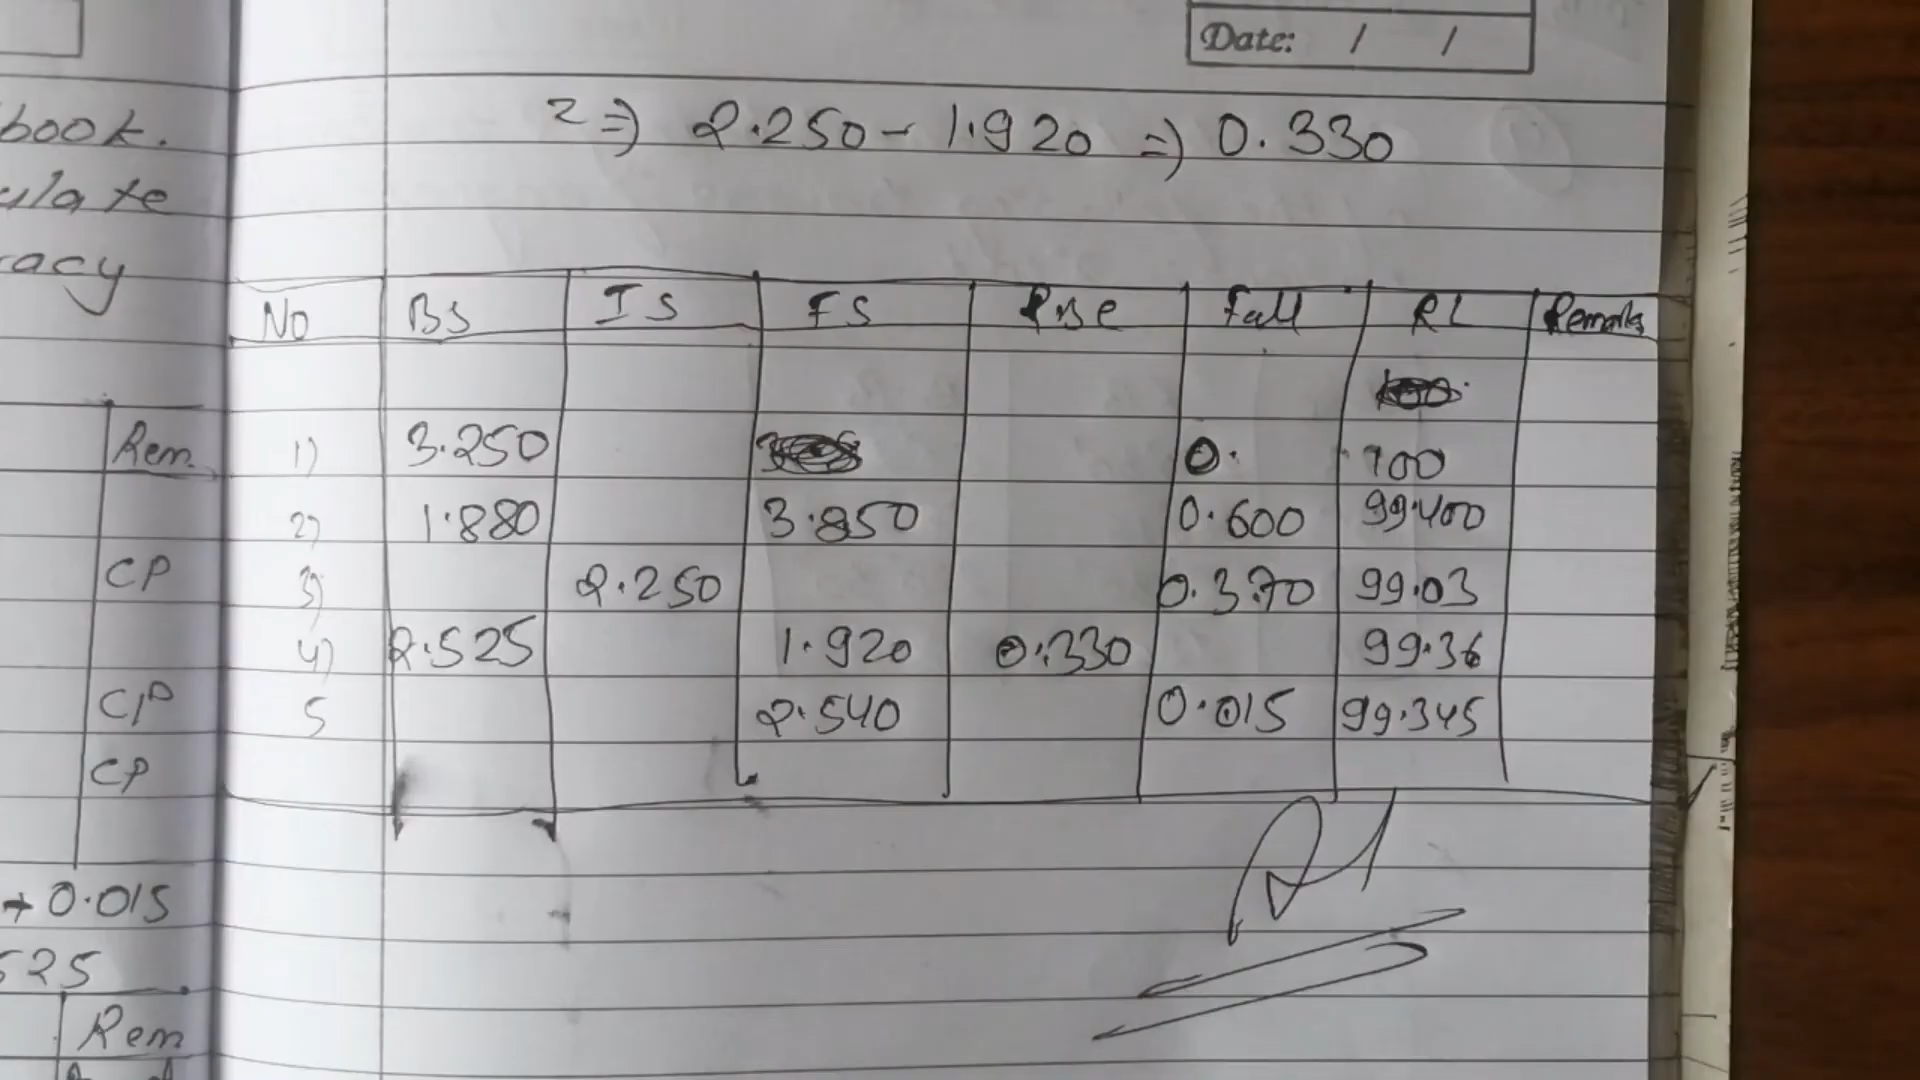 Date: / /
book.
ulate
racy
2 => 2.250 - 1.920 => 0.330
No BS IS FS Rise Fall RL Remarks
Rem 1) 3.250 0. 100
2) 1.880 3.850 0.600 99.400
CP 3) 2.250 0.370 99.03
4) 2.525 1.920 0.330 99.36
CP 5 2.540 0.015 99.345
CP
+ 0.015
525
Rem